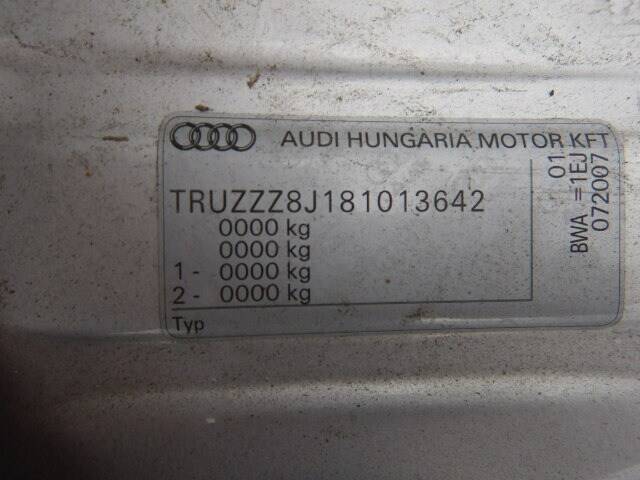 AUDI HUNGARIA MOTOR KFT
TRUZZZ8J181013642
0000 kg
0000 kg
1 - 0000 kg
2 - 0000 kg
Typ
BWA =1EJ 01
072007